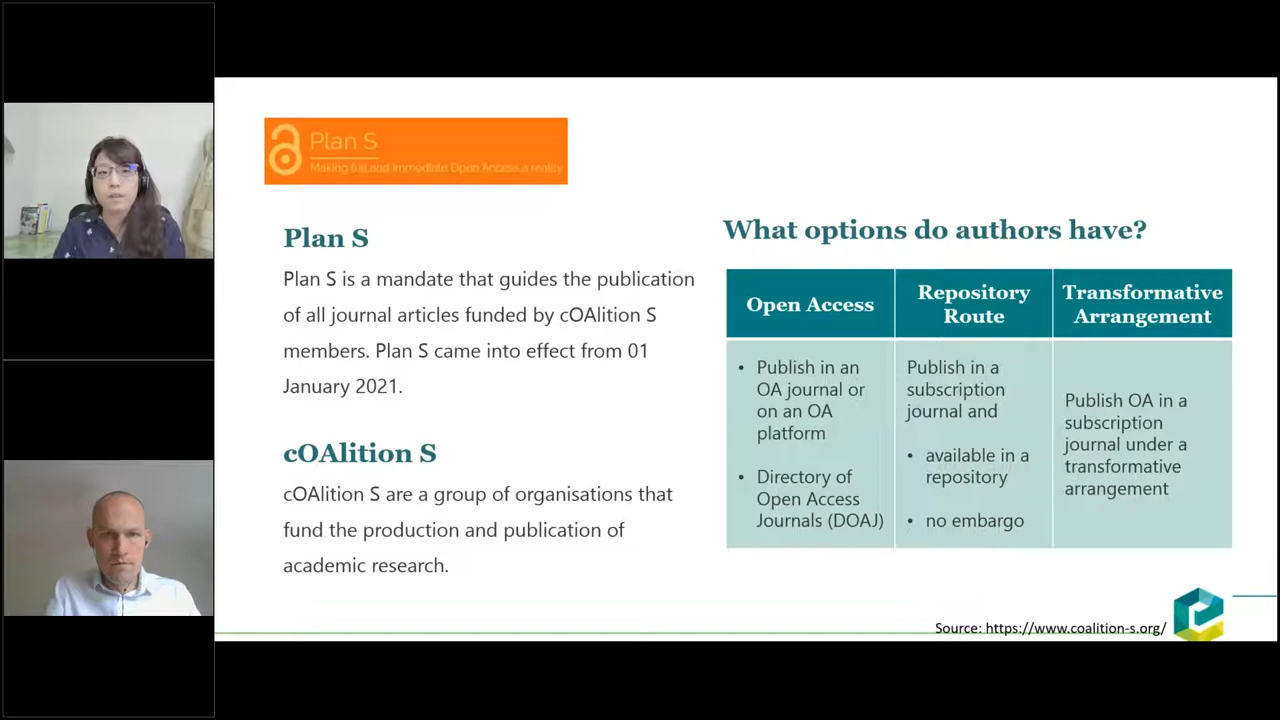 Plan S
Making full and immediate Open Access a reality
Plan S
Plan S is a mandate that guides the publication
of all journal articles funded by cOAlition S
members. Plan S came into effect from 01
January 2021.
cOAlition S
cOAlition S are a group of organisations that
fund the production and publication of
academic research.
What options do authors have?
Open Access
Repository
Route
Transformative
Arrangement
• Publish in an
OA journal or
on an OA
platform
• Directory of
Open Access
Journals (DOAJ)
Publish in a
subscription
journal and
• available in a
repository
• no embargo
Publish OA in a
subscription
journal under a
transformative
arrangement
Source: https://www.coalition-s.org/